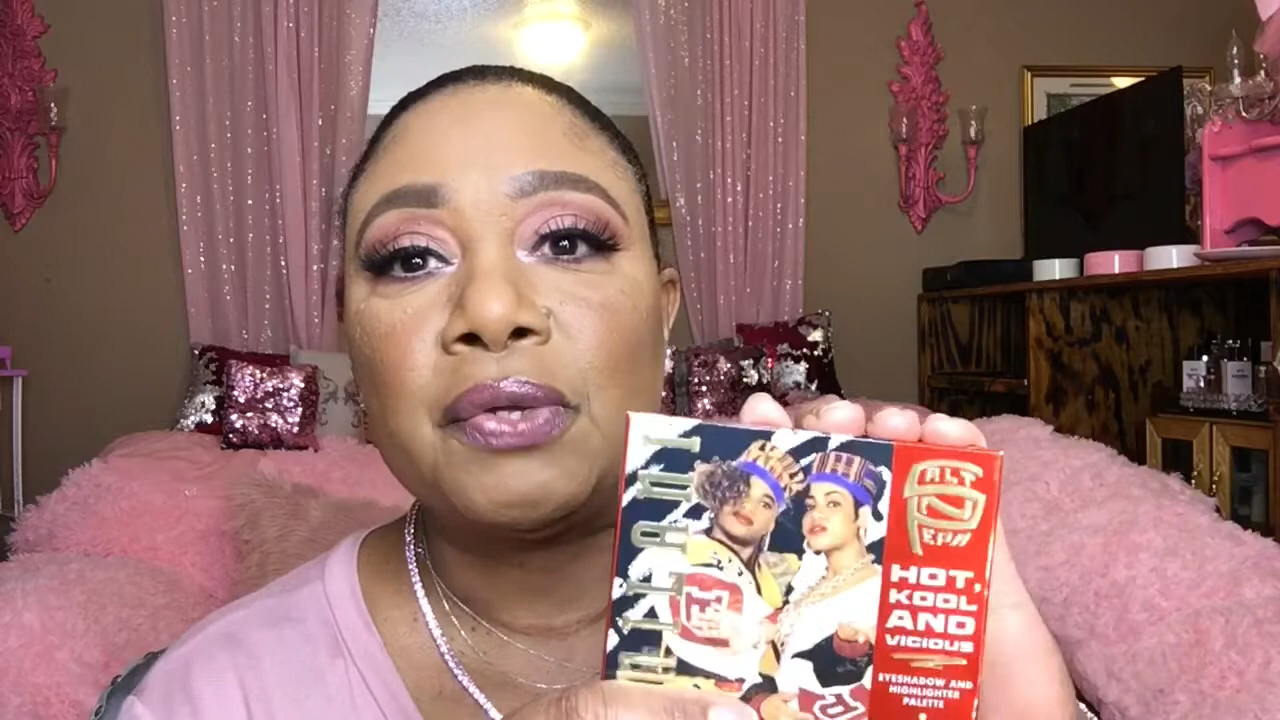 SALT
N
PEPA
HOT,
KOOL
AND
VICIOUS
EYESHADOW AND
HIGHLIGHTER
PALETTE